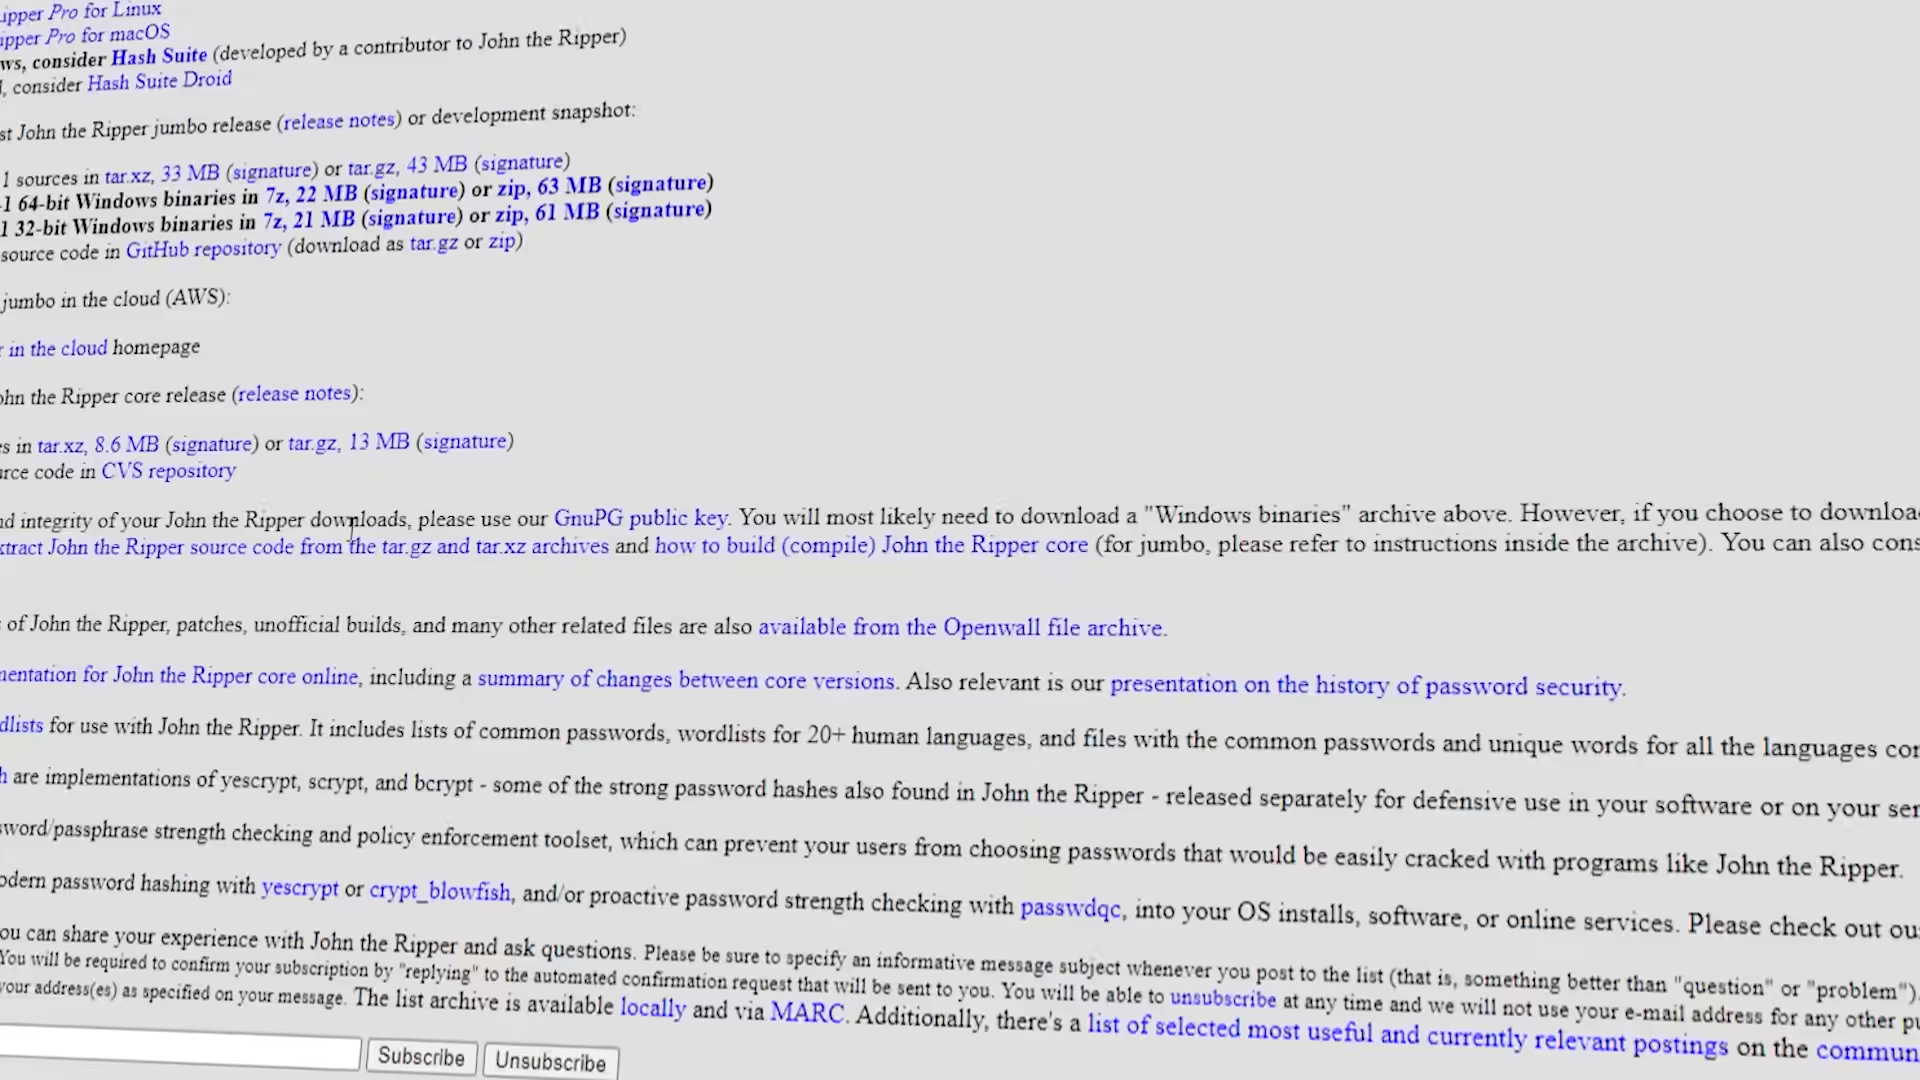 ipper Pro for Linux
ipper Pro for macOS
ws, consider Hash Suite (developed by a contributor to John the Ripper)
, consider Hash Suite Droid
st John the Ripper jumbo release (release notes) or development snapshot:
1 sources in tar.xz, 33 MB (signature) or tar.gz, 43 MB (signature)
-1 64-bit Windows binaries in 7z, 22 MB (signature) or zip, 63 MB (signature)
1 32-bit Windows binaries in 7z, 21 MB (signature) or zip, 61 MB (signature)
source code in GitHub repository (download as tar.gz or zip)
jumbo in the cloud (AWS):
r in the cloud homepage
ohn the Ripper core release (release notes):
s in tar.xz, 8.6 MB (signature) or tar.gz, 13 MB (signature)
urce code in CVS repository
nd integrity of your John the Ripper downloads, please use our GnuPG public key. You will most likely need to download a "Windows binaries" archive above. However, if you choose to downloa
xtract John the Ripper source code from the tar.gz and tar.xz archives and how to build (compile) John the Ripper core (for jumbo, please refer to instructions inside the archive). You can also cons
of John the Ripper, patches, unofficial builds, and many other related files are also available from the Openwall file archive.
mentation for John the Ripper core online, including a summary of changes between core versions. Also relevant is our presentation on the history of password security.
dlists for use with John the Ripper. It includes lists of common passwords, wordlists for 20+ human languages, and files with the common passwords and unique words for all the languages co
h are implementations of yescrypt, scrypt, and bcrypt - some of the strong password hashes also found in John the Ripper - released separately for defensive use in your software or on your ser
sword/passphrase strength checking and policy enforcement toolset, which can prevent your users from choosing passwords that would be easily cracked with programs like John the Ripper.
odern password hashing with yescrypt or crypt_blowfish, and/or proactive password strength checking with passwdqc, into your OS installs, software, or online services. Please check out ou
ou can share your experience with John the Ripper and ask questions. Please be sure to specify an informative message subject whenever you post to the list (that is, something better than "question" or "problem").
You will be required to confirm your subscription by "replying" to the automated confirmation request that will be sent to you. You will be able to unsubscribe at any time and we will not use your e-mail address for any other pu
your address(es) as specified on your message. The list archive is available locally and via MARC. Additionally, there's a list of selected most useful and currently relevant postings on the commun
Subscribe Unsubscribe